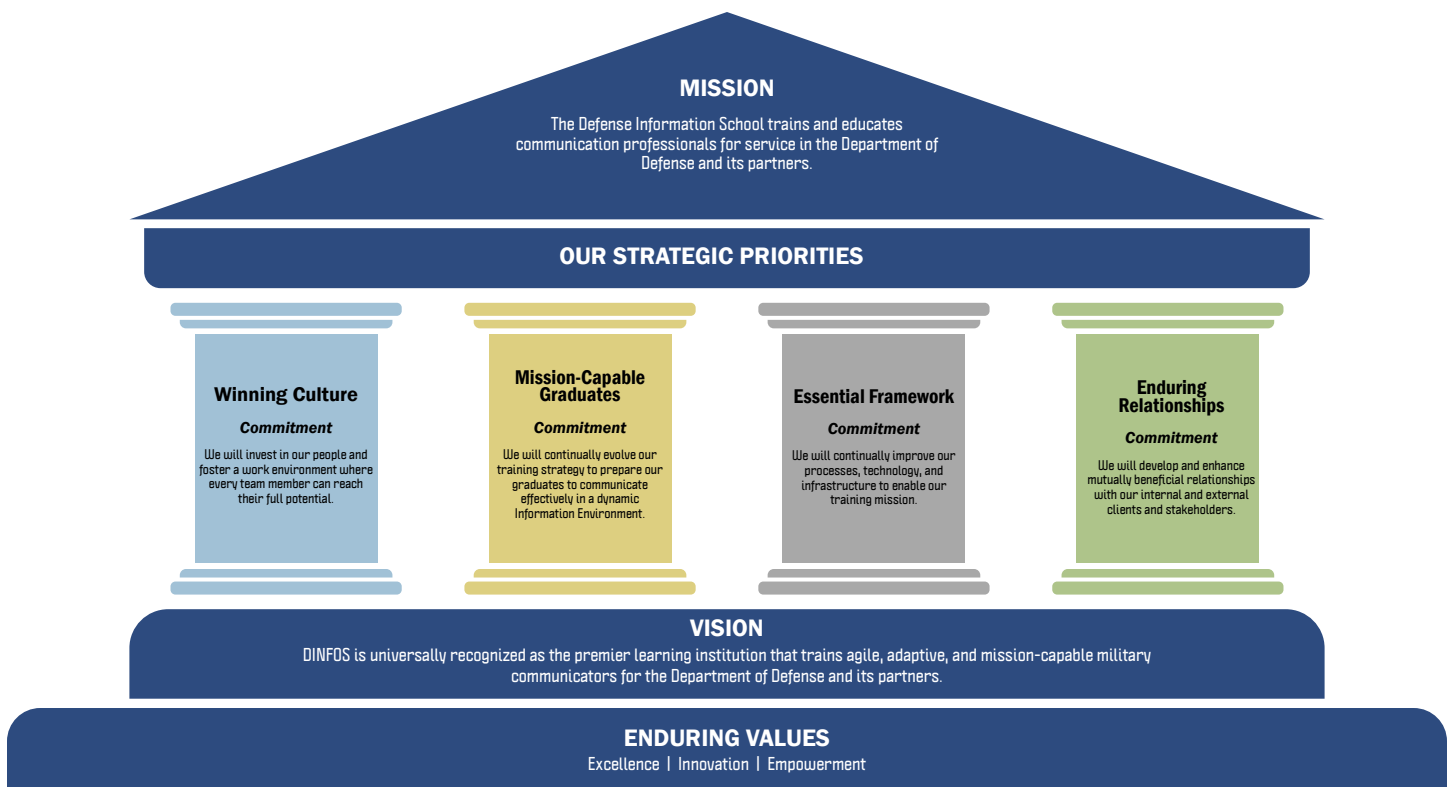 MISSION
The Defense Information School trains and educates
communication professionals for service in the Department of
Defense and its partners.
OUR STRATEGIC PRIORITIES
Winning Culture
Commitment
We will invest in our people and
foster a work environment where
every team member can reach
their full potential.
Mission-Capable
Graduates
Commitment
We will continually evolve our
training strategy to prepare our
graduates to communicate
effectively in a dynamic
Information Environment.
Essential Framework
Commitment
We will continually improve our
processes, technology, and
infrastructure to enable our
training mission.
Enduring
Relationships
Commitment
We will develop and enhance
mutually beneficial relationships
with our internal and external
clients and stakeholders.
VISION
DINFOS is universally recognized as the premier learning institution that trains agile, adaptive, and mission-capable military
communicators for the Department of Defense and its partners.
ENDURING VALUES
Excellence | Innovation | Empowerment